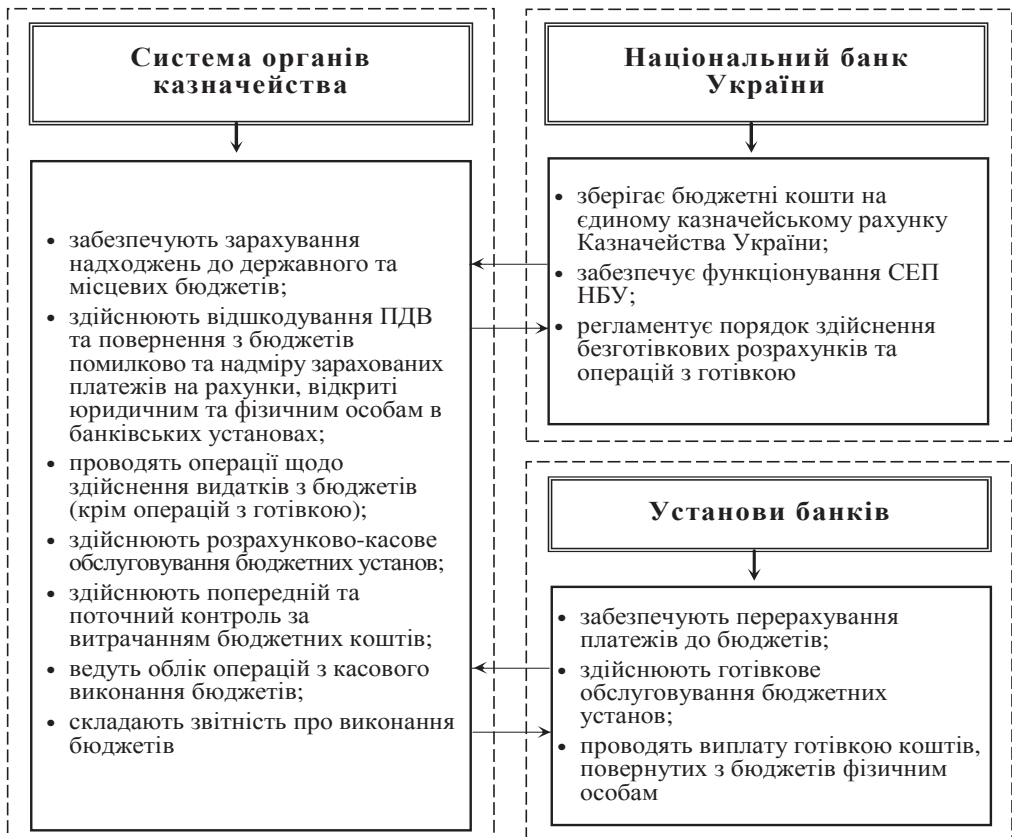 Система органів
казначейства
• забезпечують зарахування
надходжень до державного та
місцевих бюджетів;
• здійснюють відшкодування ПДВ
та повернення з бюджетів
помилково та надміру зарахованих
платежів на рахунки, відкриті
юридичним та фізичним особам в
банківських установах;
• проводять операції щодо
здійснення видатків з бюджетів
(крім операцій з готівкою);
• здійснюють розрахунково-касове
обслуговування бюджетних установ;
• здійснюють попередній та
поточний контроль за
витрачанням бюджетних коштів;
• ведуть облік операцій з касового
виконання бюджетів;
• складають звітність про виконання
бюджетів
Національний банк
України
• зберігає бюджетні кошти на
єдиному казначейському рахунку
Казначейства України;
• забезпечує функціонування СЕП
НБУ;
• регламентує порядок здійснення
безготівкових розрахунків та
операцій з готівкою
Установи банків
• забезпечують перерахування
платежів до бюджетів;
• здійснюють готівкове
обслуговування бюджетних
установ;
• проводять виплату готівкою коштів,
повернутих з бюджетів фізичним
особам